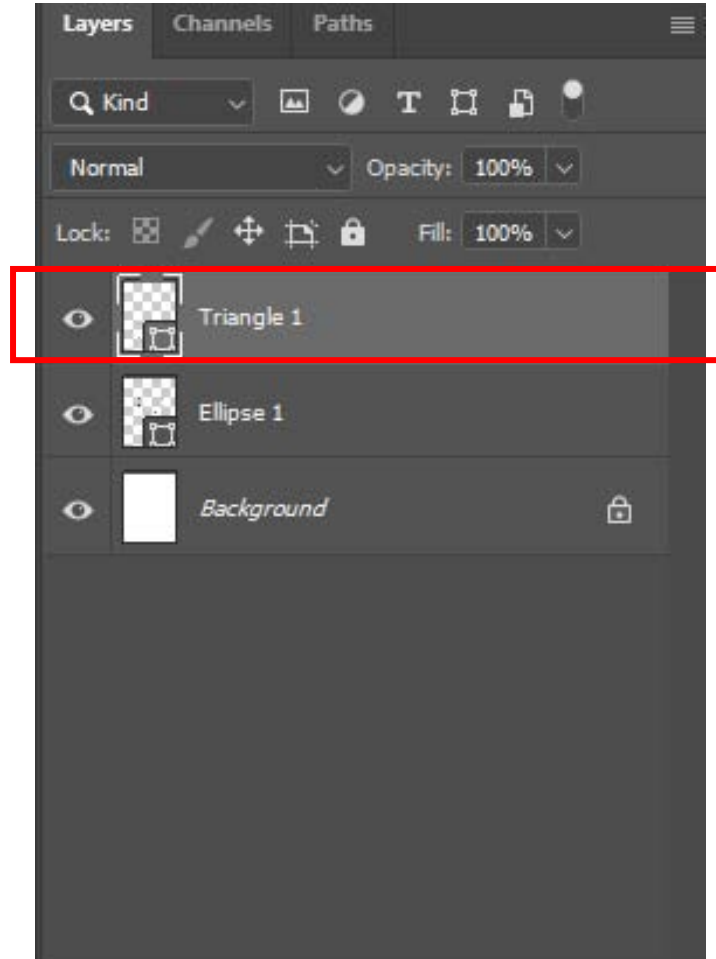 Layers Channels Paths
Kind T
Normal Opacity: 100%
Lock: Fill: 100%
Triangle 1
Ellipse 1
Background